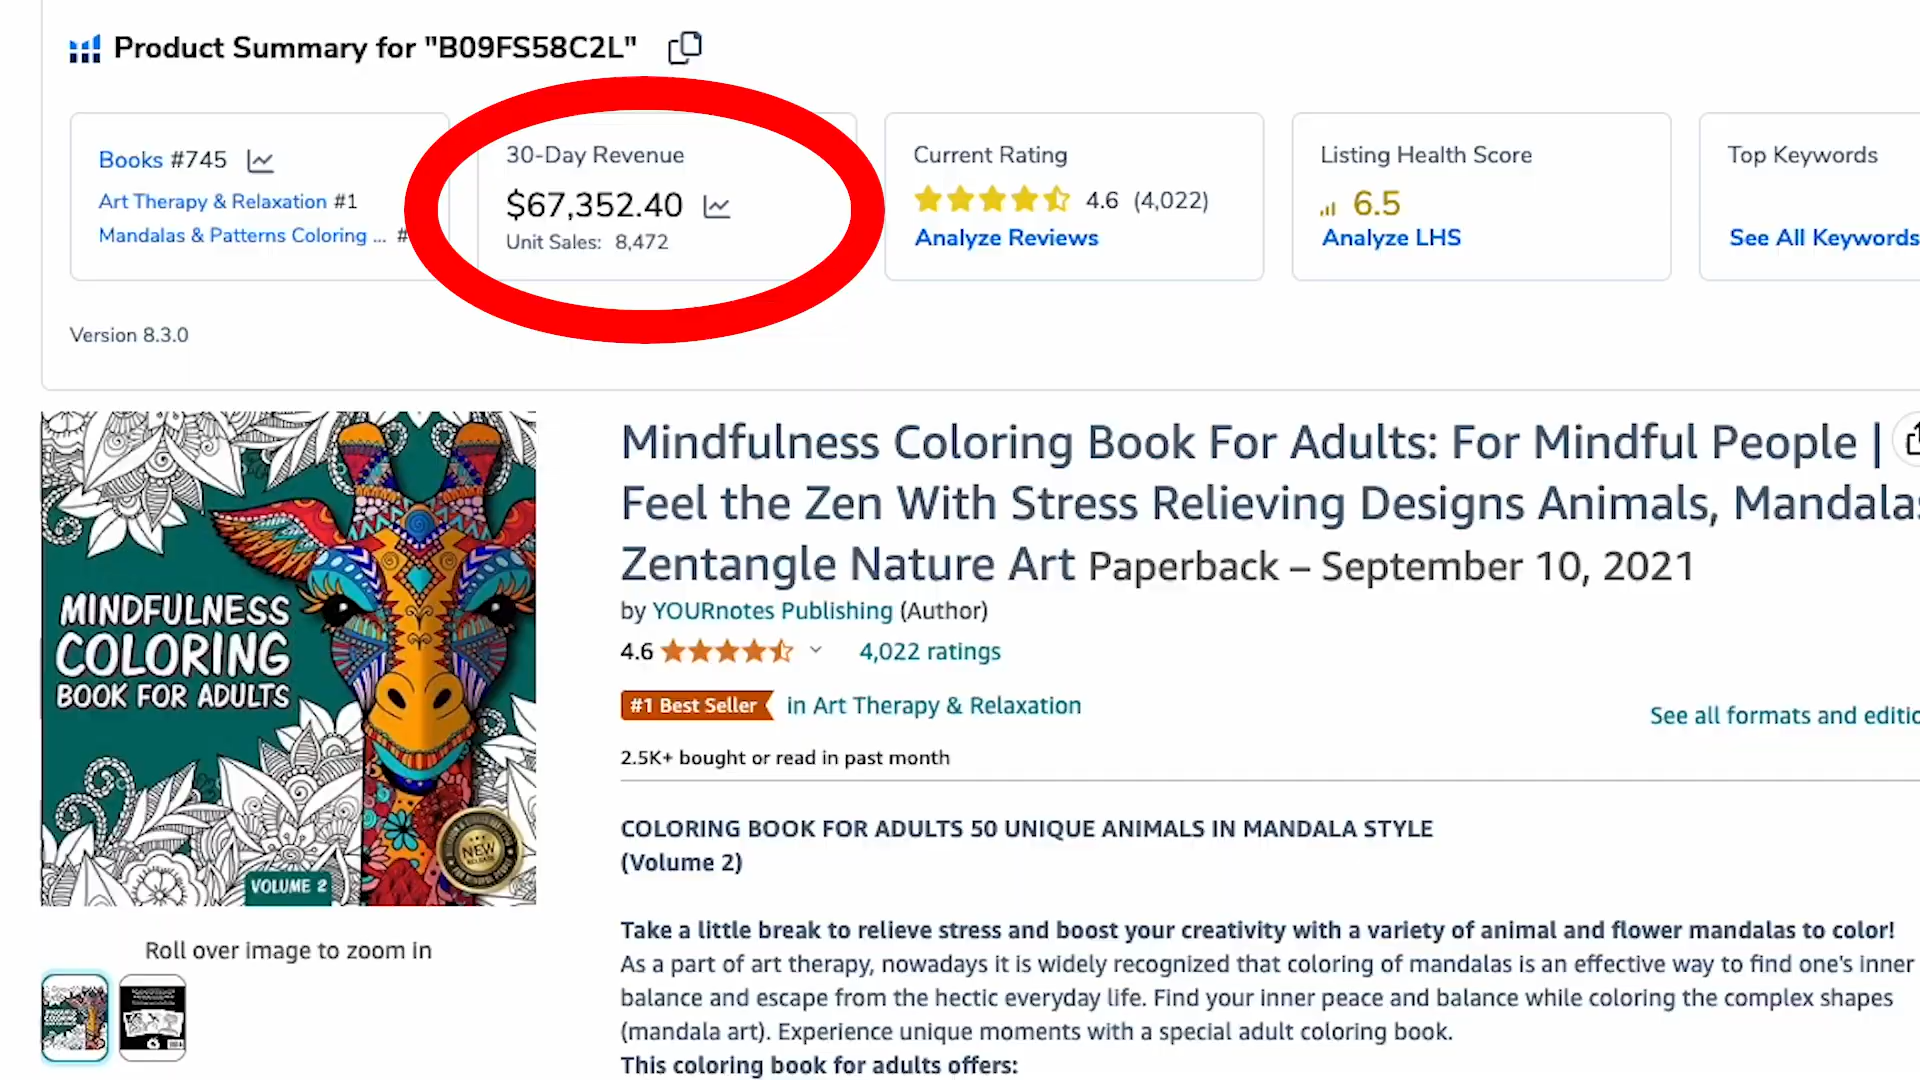 Product Summary for "B09FS58C2L"
Books #745
Art Therapy & Relaxation #1
Mandalas & Patterns Coloring ... #
30-Day Revenue
$67,352.40
Unit Sales: 8,472
Current Rating
4.6 (4,022)
Analyze Reviews
Listing Health Score
6.5
Analyze LHS
Top Keywords
See All Keywords
Version 8.3.0
MINDFULNESS
COLORING
BOOK FOR ADULTS
NEW
VOLUME 2
Roll over image to zoom in
Mindfulness Coloring Book For Adults: For Mindful People |
Feel the Zen With Stress Relieving Designs Animals, Mandalas
Zentangle Nature Art Paperback – September 10, 2021
by YOURnotes Publishing (Author)
4.6 4,022 ratings
#1 Best Seller in Art Therapy & Relaxation
See all formats and editio
2.5K+ bought or read in past month
COLORING BOOK FOR ADULTS 50 UNIQUE ANIMALS IN MANDALA STYLE
(Volume 2)
Take a little break to relieve stress and boost your creativity with a variety of animal and flower mandalas to color!
As a part of art therapy, nowadays it is widely recognized that coloring of mandalas is an effective way to find one's inner
balance and escape from the hectic everyday life. Find your inner peace and balance while coloring the complex shapes
(mandala art). Experience unique moments with a special adult coloring book.
This coloring book for adults offers: